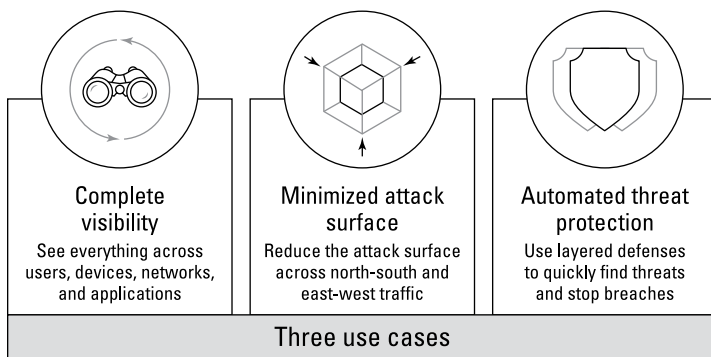 Complete
visibility
See everything across
users, devices, networks,
and applications
Minimized attack
surface
Reduce the attack surface
across north-south and
east-west traffic
Automated threat
protection
Use layered defenses
to quickly find threats
and stop breaches
Three use cases